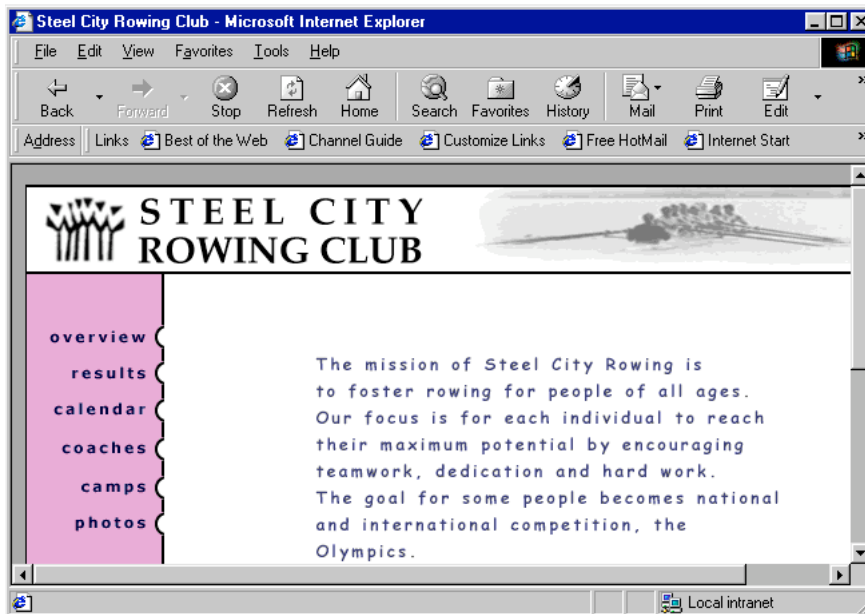 Steel City Rowing Club - Microsoft Internet Explorer
File Edit View Favorites Tools Help
Back Forward Stop Refresh Home Search Favorites History Mail Print Edit
Address Links Best of the Web Channel Guide Customize Links Free HotMail Internet Start
STEEL CITY
ROWING CLUB
overview
results
calendar
coaches
camps
photos
The mission of Steel City Rowing is
to foster rowing for people of all ages.
Our focus is for each individual to reach
their maximum potential by encouraging
teamwork, dedication and hard work.
The goal for some people becomes national
and international competition, the
Olympics.
Local intranet